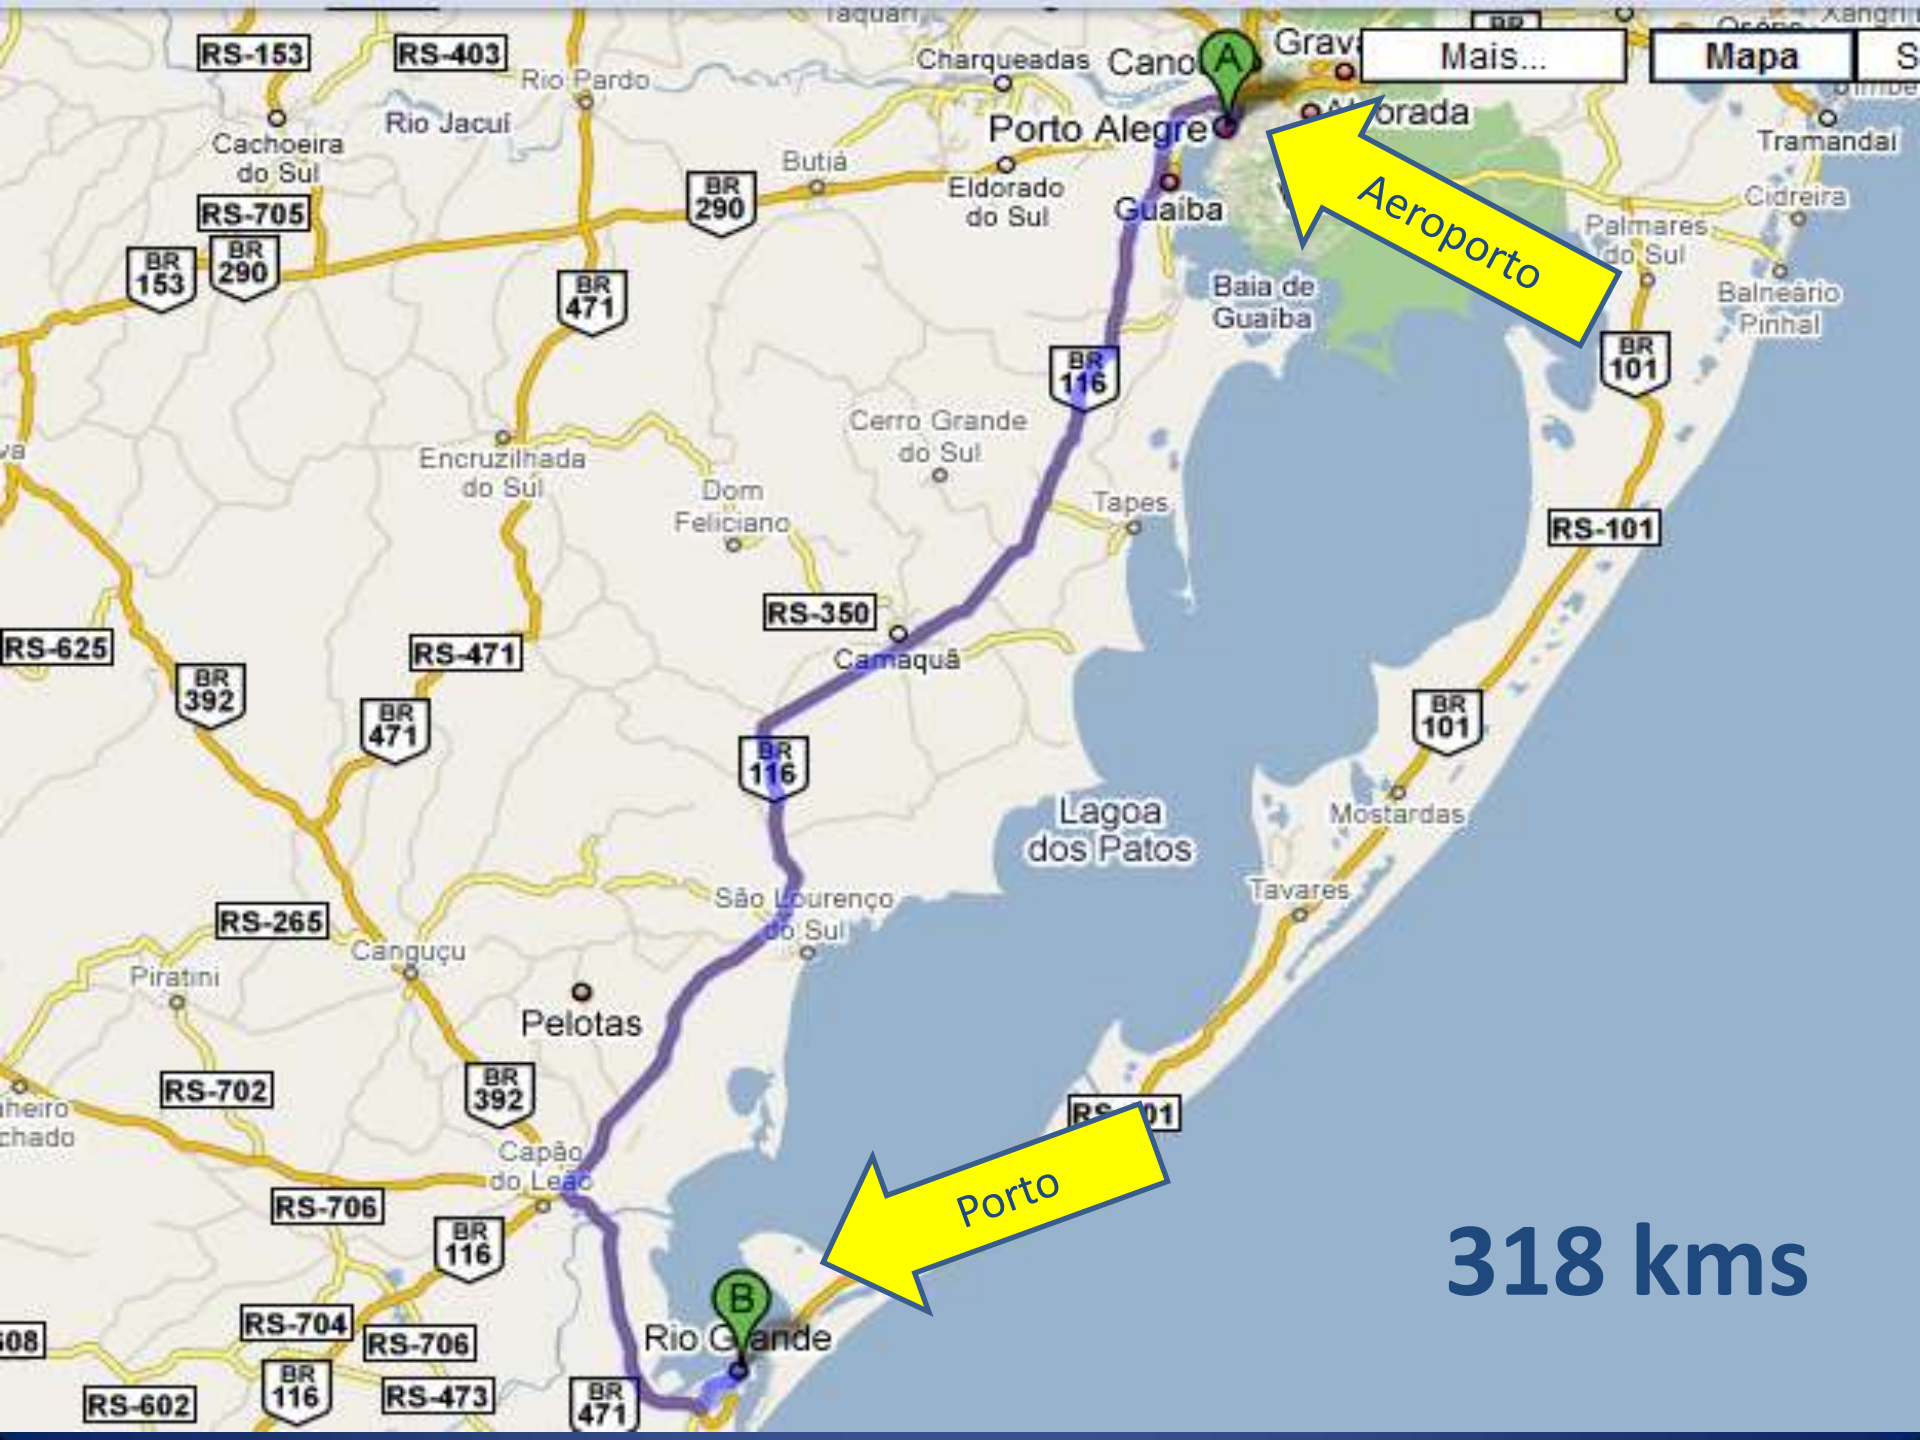 Taquari
RS-153
RS-403
Rio Pardo
Charqueadas
A
BR
Mais...
Mapa
Tramandaí
Cachoeira
do Sul
Rio Jacuí
Porto Alegre
Butiá
Eldorado
do Sul
Guaíba
Aeroporto
Cidreira
RS-705
BR
290
BR
153
BR
290
BR
471
Palmares
do Sul
Balneário
Pinhal
Baia de
Guaíba
BR
116
BR
101
Cerro Grande
do Sul
Encruzilhada
do Sul
Dom
Feliciano
Tapes
RS-101
RS-350
Camaquã
RS-625
RS-471
BR
392
BR
471
BR
116
BR
101
Lagoa
dos Patos
Mostardas
Tavares
São Lourenço
do Sul
RS-265
Canguçu
Piratini
Pelotas
RS-702
BR
392
Capão
do Leão
Porto
RS-706
BR
116
318 kms
B
Rio Grande
RS-704
RS-706
BR
116
RS-473
RS-602
BR
471